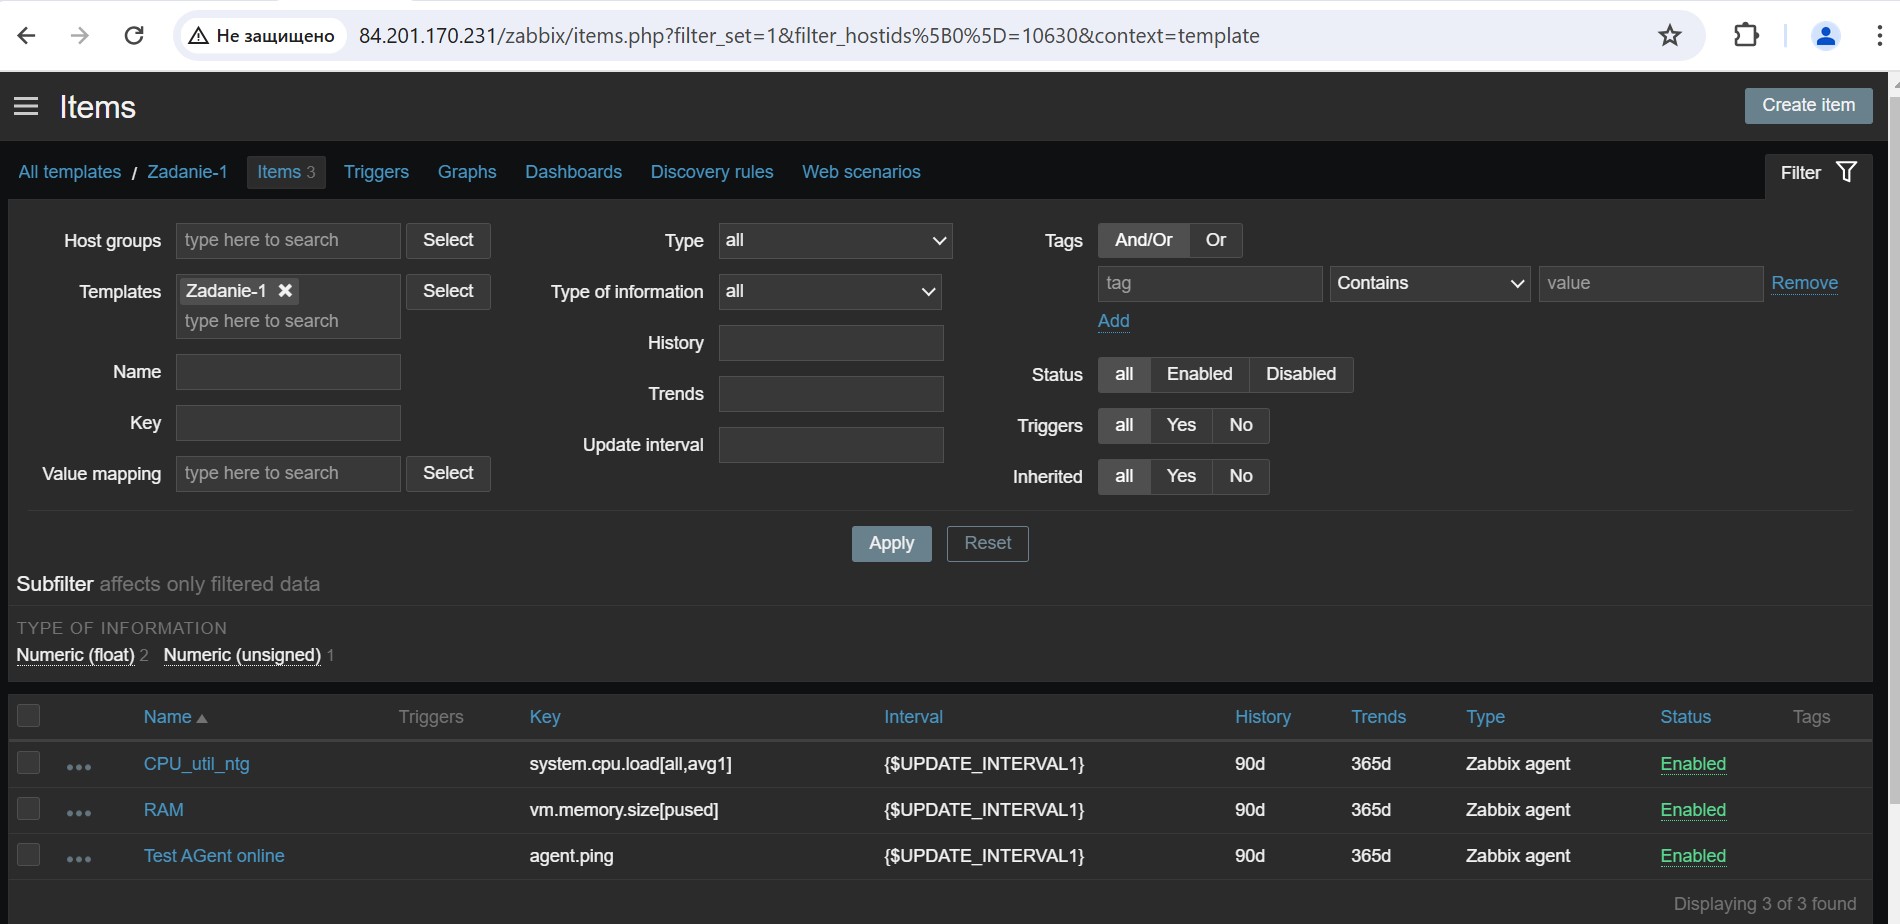 Не защищено 84.201.170.231/zabbix/items.php?filter_set=1&filter_hostids%5B0%5D=10630&context=template
Items
Create item
All templates / Zadanie-1 Items 3 Triggers Graphs Dashboards Discovery rules Web scenarios
Filter
Host groups type here to search Select
Templates Zadanie-1 Select
type here to search
Name
Key
Value mapping type here to search Select
Type all
Type of information all
History
Trends
Update interval
Tags And/Or Or
tag Contains value Remove
Add
Status all Enabled Disabled
Triggers all Yes No
Inherited all Yes No
Apply Reset
Subfilter affects only filtered data
TYPE OF INFORMATION
Numeric (float) 2 Numeric (unsigned) 1
Name Triggers Key Interval History Trends Type Status Tags
CPU_util_ntg system.cpu.load[all,avg1] {$UPDATE_INTERVAL1} 90d 365d Zabbix agent Enabled
RAM vm.memory.size[pused] {$UPDATE_INTERVAL1} 90d 365d Zabbix agent Enabled
Test AGent online agent.ping {$UPDATE_INTERVAL1} 90d 365d Zabbix agent Enabled
Displaying 3 of 3 found